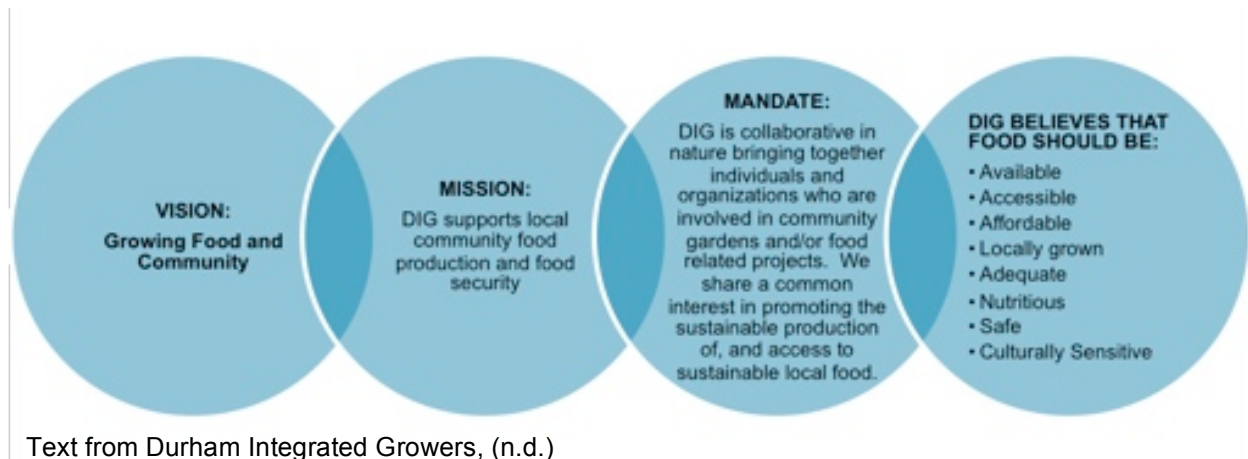 VISION:
Growing Food and
Community
MISSION:
DIG supports local
community food
production and food
security
MANDATE:
DIG is collaborative in
nature bringing together
individuals and
organizations who are
involved in community
gardens and/or food
related projects. We
share a common
interest in promoting the
sustainable production
of, and access to
sustainable local food.
DIG BELIEVES THAT
FOOD SHOULD BE:
• Available
• Accessible
• Affordable
• Locally grown
• Adequate
• Nutritious
• Safe
• Culturally Sensitive
Text from Durham Integrated Growers, (n.d.)